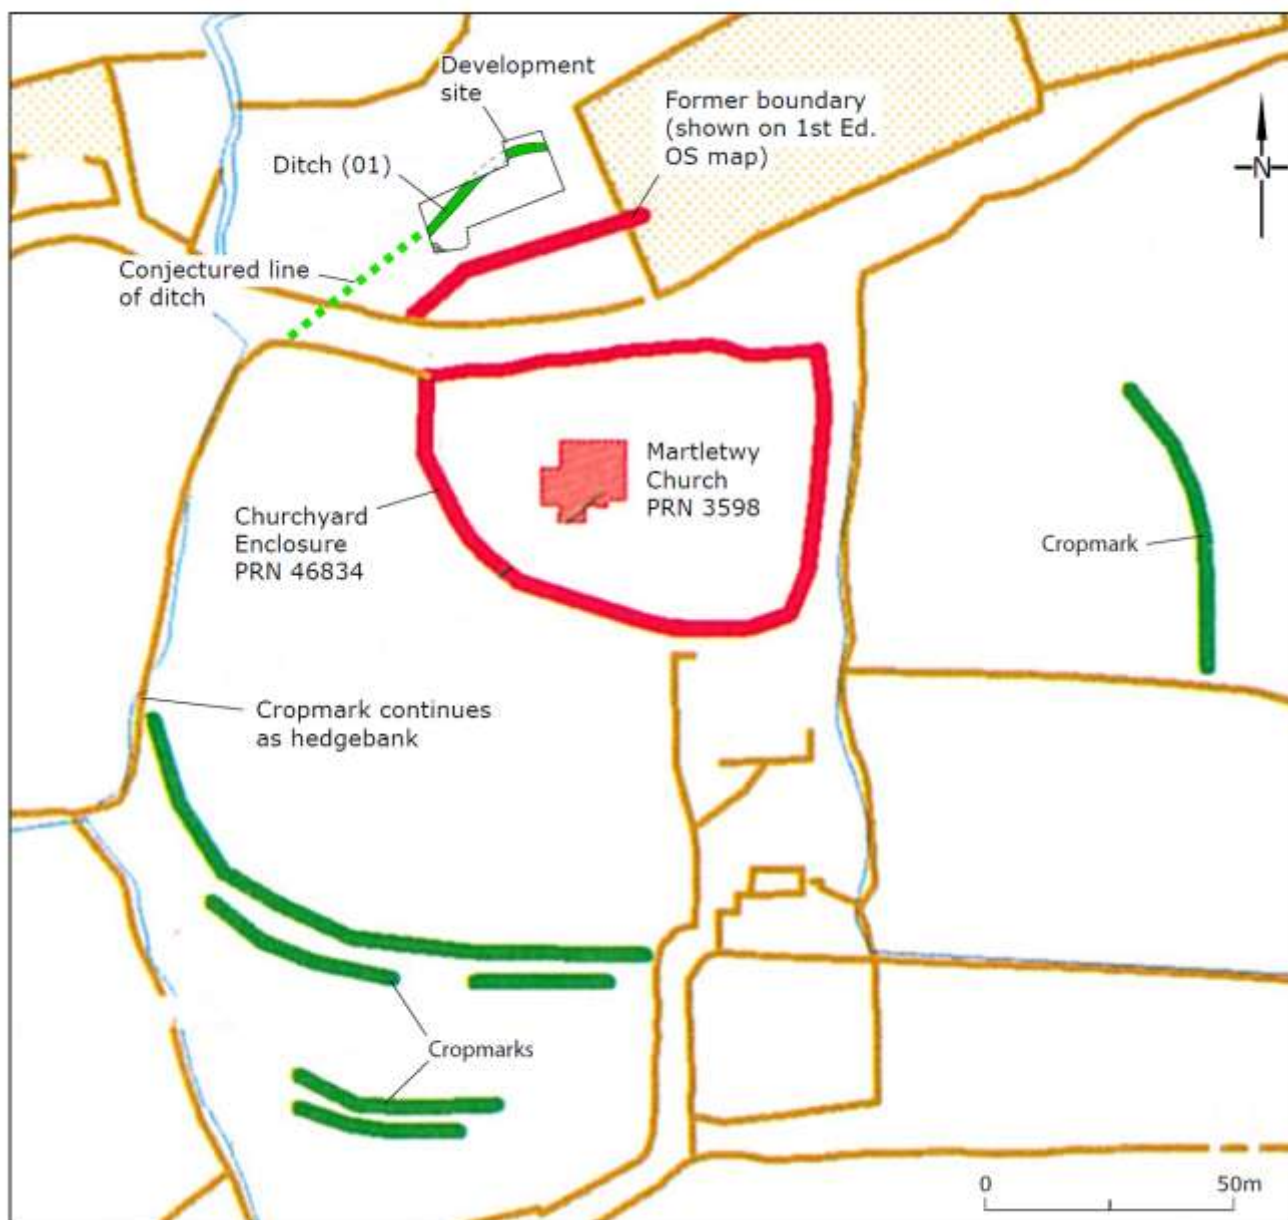 Development
site
Former boundary
(shown on 1st Ed.
OS map)
Ditch (01)
N
Conjectured line
of ditch
Martletwy
Church
PRN 3598
Churchyard
Enclosure
PRN 46834
Cropmark
Cropmark continues
as hedgebank
Cropmarks
0 50m